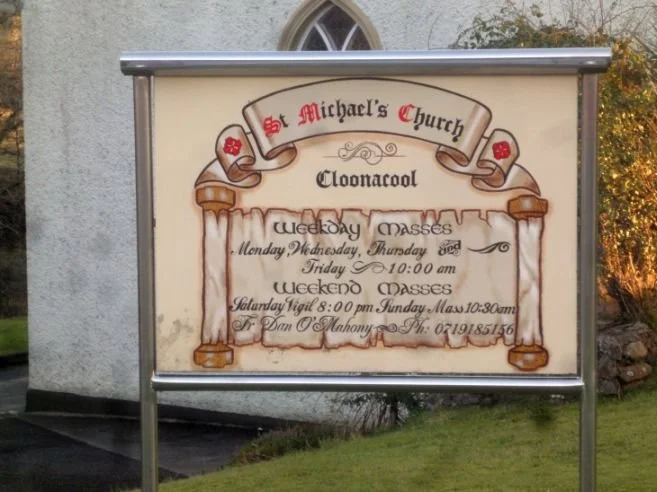 St Michael's Church
Cloonacool
Weekday Masses
Monday, Wednesday, Thursday and
Friday 10:00 am
Weekend Masses
Saturday Vigil 8:00 pm Sunday Mass 10:30am
Fr Dan O'Mahony Ph: 0719185156